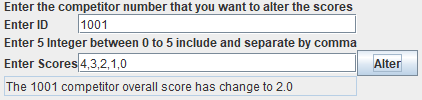 Enter the competitor number that you want to alter the scores
Enter ID 1001
Enter 5 Integer between 0 to 5 include and separate by comma
Enter Scores 4,3,2,1,0 Alter
The 1001 competitor overall score has change to 2.0